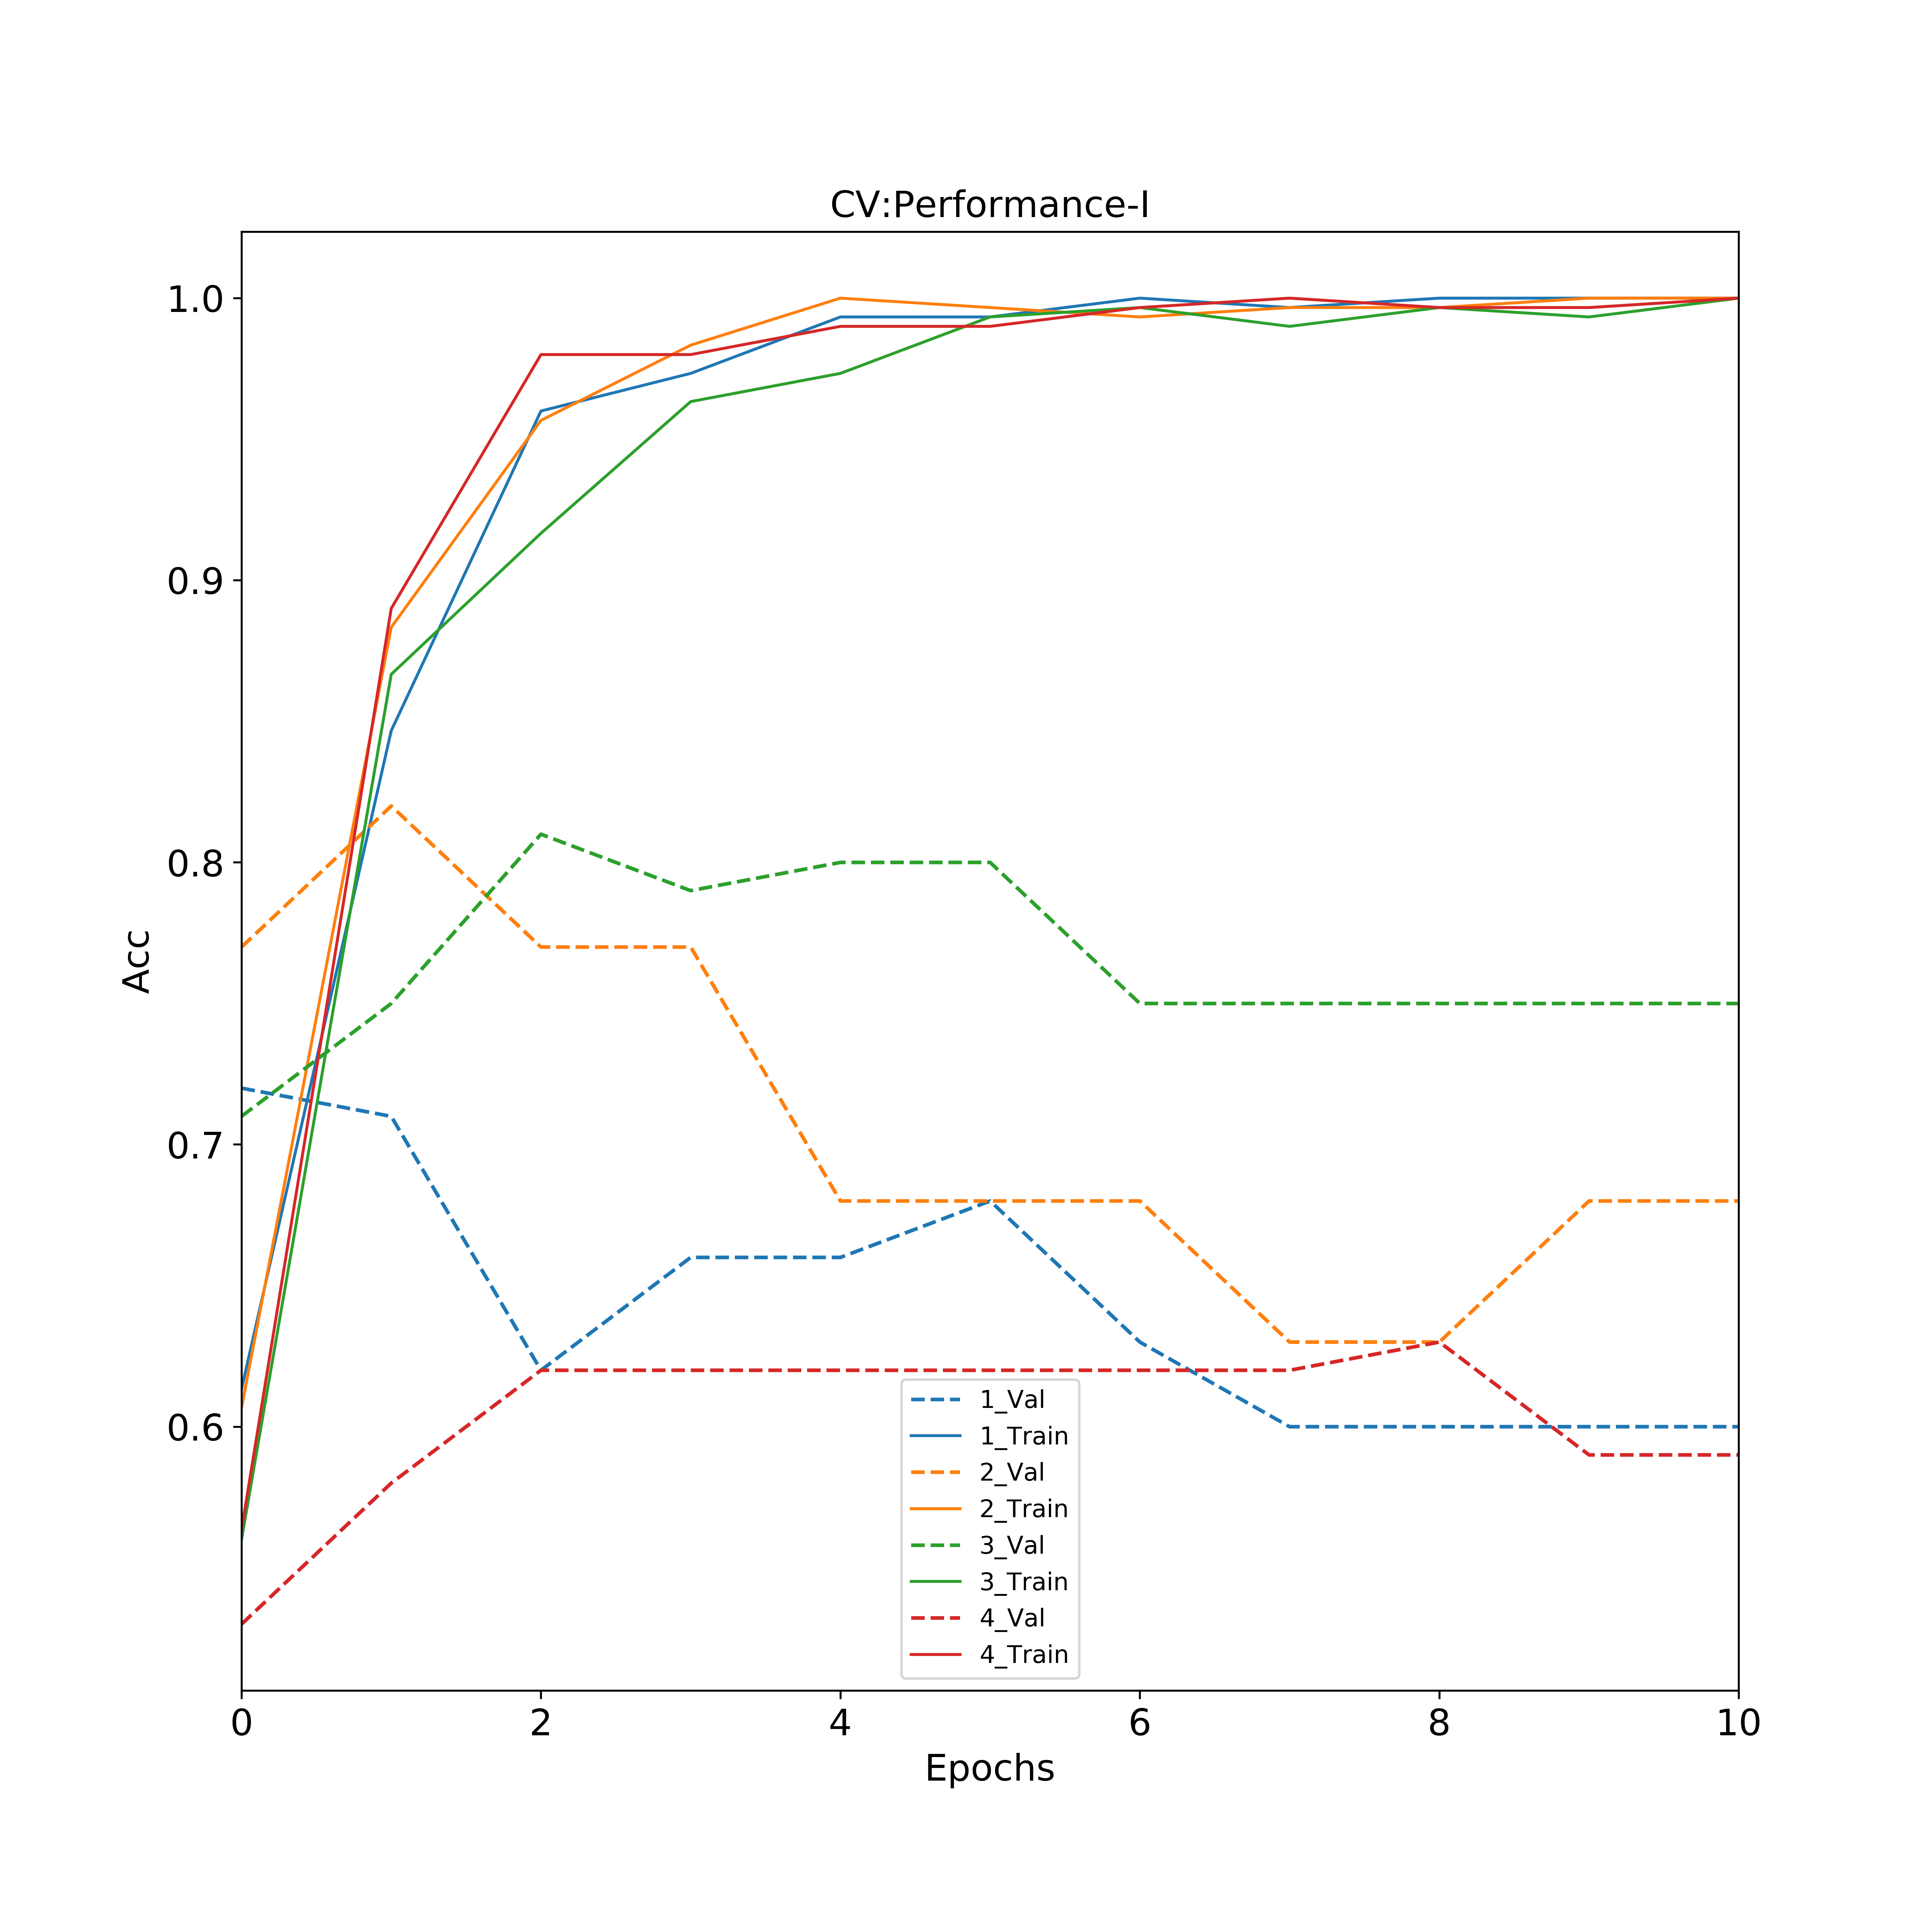 CV:Performance-I
1.0
0.9
0.8
0.7
0.6
Acc
1_Val
1_Train
2_Val
2_Train
3_Val
3_Train
4_Val
4_Train
0 2 4 6 8 10
Epochs